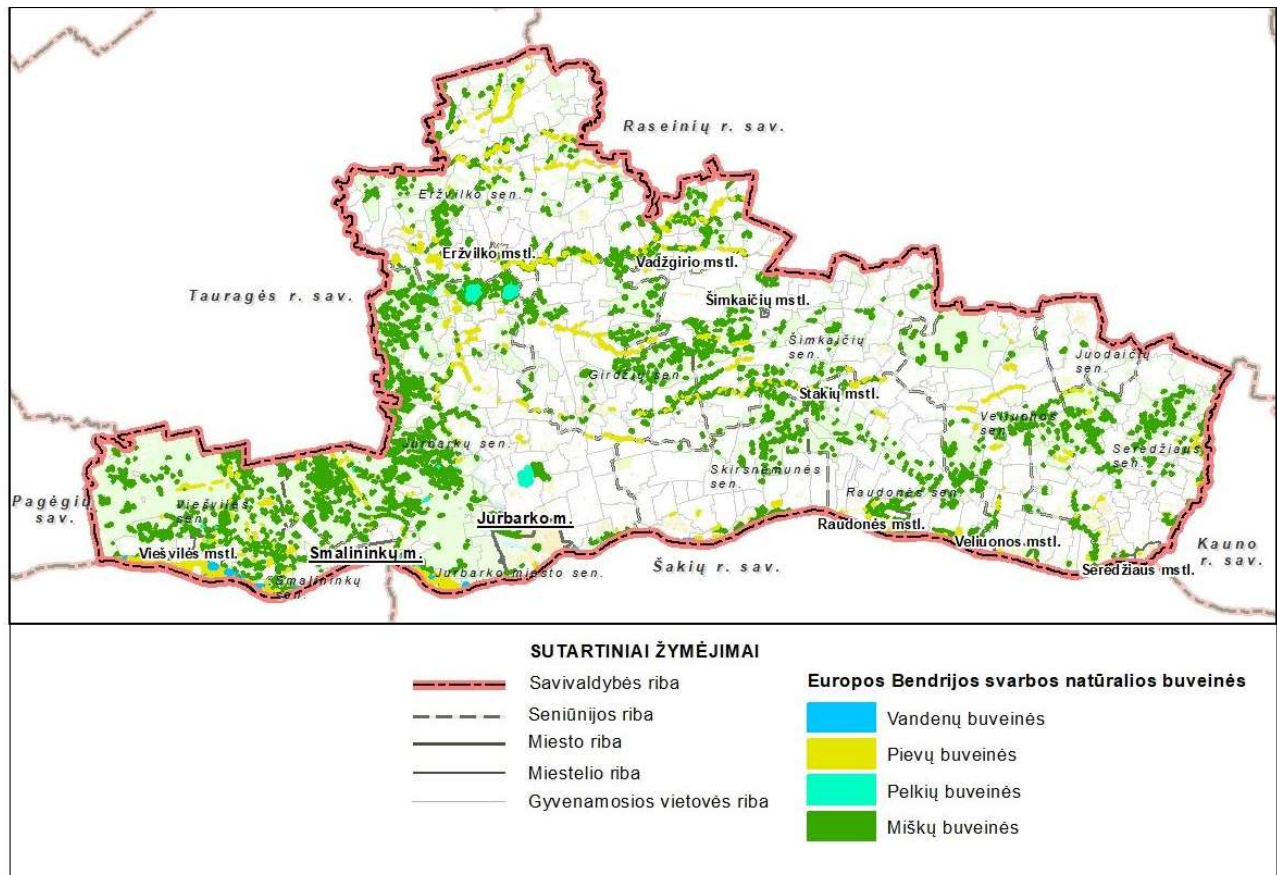 Raseinių r. sav.
Eržvilko sen.
Eržvilko mstl.
Vadžgirio mstl.
Tauragės r. sav.
Šimkaičių mstl.
Šimkaičių
sen.
Juodaičių
sen.
Girdžių sen.
Stakių mstl.
Veliuonos
sen.
Jurbarkų sen.
Seredžiaus
sen.
Skirsnemunės
sen.
Raudonės sen.
Pagėgių
sav.
Viešvilės
sen.
Jurbarko m.
Raudonės mstl.
Veliuonos mstl.
Kauno
r. sav.
Viešvilės mstl.
Smalininkų m.
Šakių r. sav.
Seredžiaus mstl.
Smalininkų
sen.
Jurbarko miesto sen.
SUTARTINIAI ŽYMĖJIMAI
Savivaldybės riba
Seniūnijos riba
Miesto riba
Miestelio riba
Gyvenamosios vietovės riba
Europos Bendrijos svarbos natūralios buveinės
Vandenų buveinės
Pievų buveinės
Pelkių buveinės
Miškų buveinės